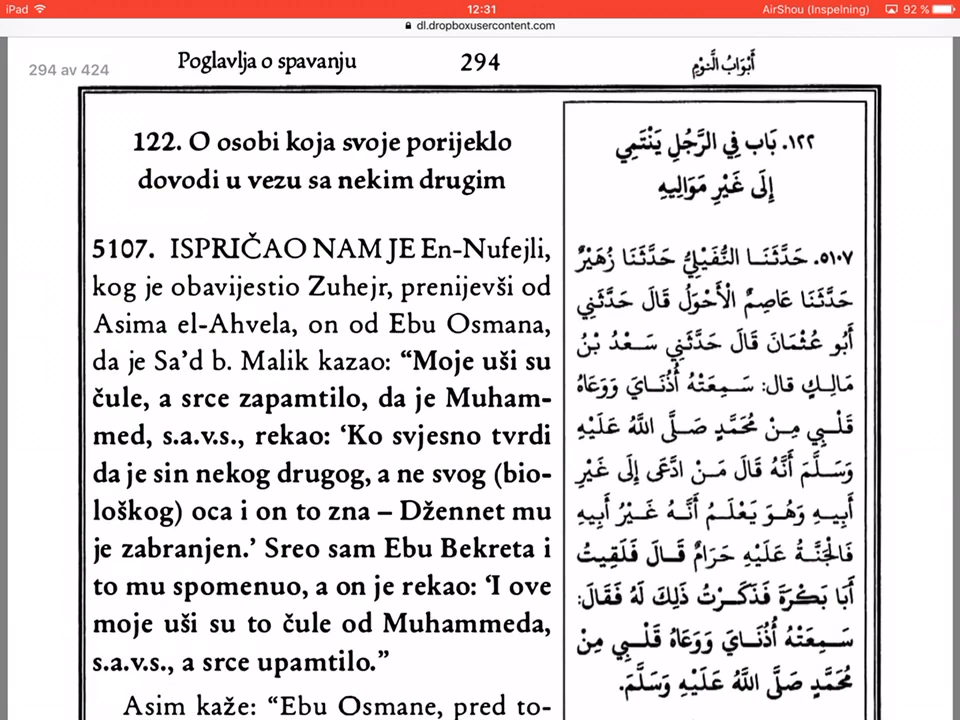 iPad 12:31 AirShou (Inspelning) 92 %
dl.dropboxusercontent.com
294 av 424
Poglavlja o spavanju 294 أَبْوَابُ النَّوْمِ
122. O osobi koja svoje porijeklo
dovodi u vezu sa nekim drugim
5107. ISPRIČAO NAM JE En-Nufejli,
kog je obavijestio Zuhejr, prenijevši od
Asima el-Ahvela, on od Ebu Osmana,
da je Sa’d b. Malik kazao: “Moje uši su
čule, a srce zapamtilo, da je Muham-
med, s.a.v.s., rekao: ‘Ko svjesno tvrdi
da je sin nekog drugog, a ne svog (bio-
loškog) oca i on to zna – Džennet mu
je zabranjen.’ Sreo sam Ebu Bekreta i
to mu spomenuo, a on je rekao: ‘I ove
moje uši su to čule od Muhammeda,
s.a.v.s., a srce upamtilo.”
Asim kaže: “Ebu Osmane, pred to-
١٢٢. بَاب فِي الرَّجُلِ يَنْتَمِي
إِلَى غَيْرِ مَوَالِيهِ
٥١٠٧. حَدَّثَنَا النُّفَيْلِيُّ حَدَّثَنَا زُهَيْرٌ
حَدَّثَنَا عَاصِمٌ الْأَحْوَلُ قَالَ حَدَّثَنِي
أَبُو عُثْمَانَ قَالَ حَدَّثَنِي سَعْدُ بْنُ
مَالِكٍ قال: سَمِعَتْهُ أُذُنَايَ وَوَعَاهُ
قَلْبِي مِنْ مُحَمَّدٍ صَلَّى اللَّهُ عَلَيْهِ
وَسَلَّمَ أَنَّهُ قَالَ مَنْ ادَّعَى إِلَى غَيْرِ
أَبِيهِ وَهُوَ يَعْلَمُ أَنَّهُ غَيْرُ أَبِيهِ
فَالْجَنَّةُ عَلَيْهِ حَرَامٌ قَالَ فَلَقِيتُ
أَبَا بَكْرَةَ فَذَكَرْتُ ذَلِكَ لَهُ فَقَالَ:
سَمِعَتْهُ أُذُنَايَ وَوَعَاهُ قَلْبِي مِنْ
مُحَمَّدٍ صَلَّى اللَّهُ عَلَيْهِ وَسَلَّمَ.